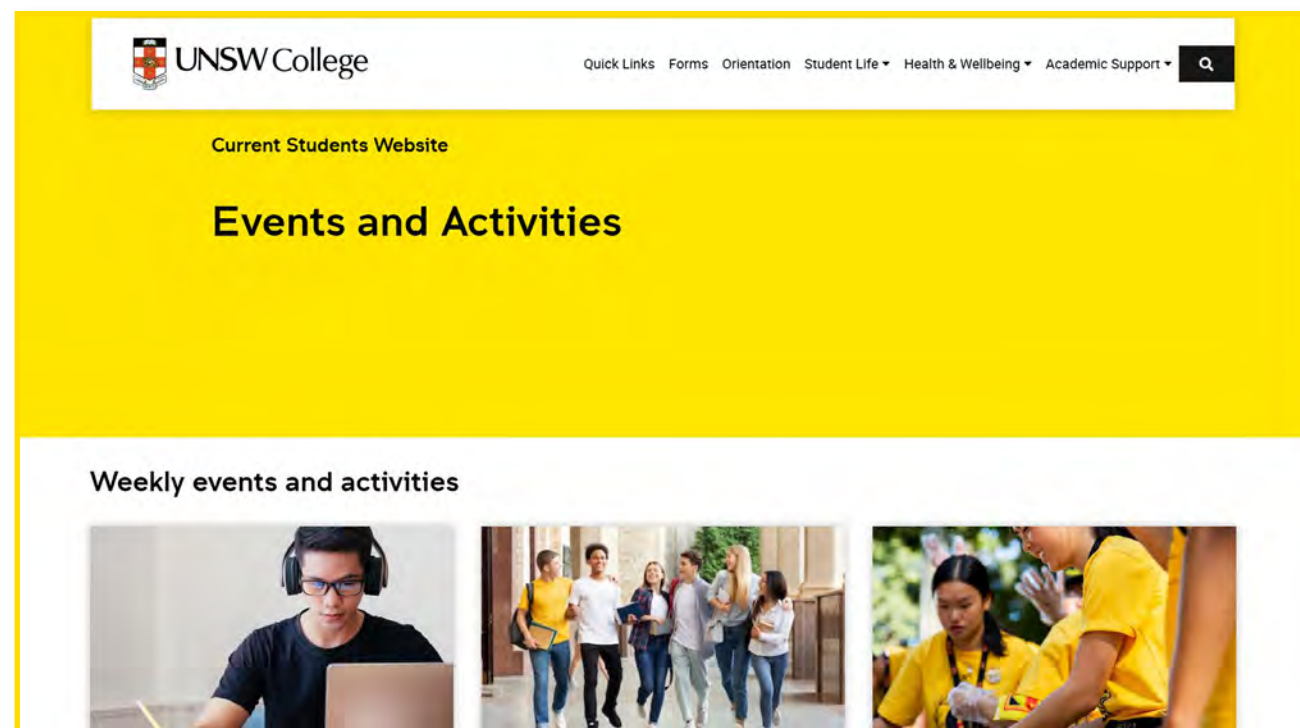 UNSW College
Quick Links Forms Orientation Student Life Health & Wellbeing Academic Support
Current Students Website
Events and Activities
Weekly events and activities